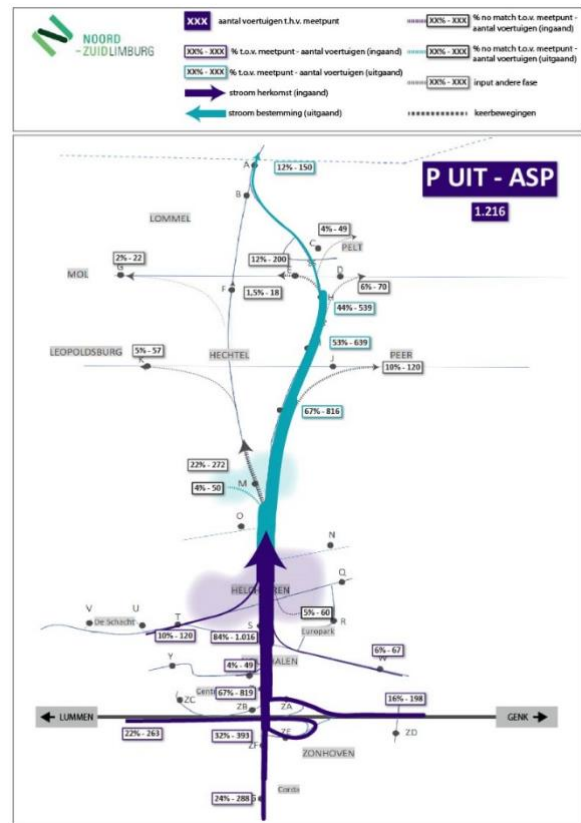 NOORD
-ZUIDLIMBURG
XXX aantal voertuigen t.h.v. meetpunt
XX% - XXX % t.o.v. meetpunt - aantal voertuigen (ingaand)
XX% - XXX % t.o.v. meetpunt - aantal voertuigen (uitgaand)
stroom herkomst (ingaand)
stroom bestemming (uitgaand)
XX% - XXX % no match t.o.v. meetpunt -
aantal voertuigen (ingaand)
XX% - XXX % no match t.o.v. meetpunt -
aantal voertuigen (uitgaand)
XX% - XXX input andere fase
keerbewegingen
P UIT - ASP
1.216
A
12% - 150
B
LOMMEL
4% - 49
C
PELT
2% - 22
12% - 200
MOL
G
E
D
F
1,5% - 18
6% - 70
H
44% - 539
53% - 639
LEOPOLDSBURG
5% - 57
HECHTEL
J
PEER
10% - 120
67% - 816
22% - 272
M
4% - 50
O
N
HELCHTEREN
Q
5% - 60
V
U
T
S
R
De Schacht
Europark
10% - 120
84% - 1.016
6% - 67
Y
4% - 49
W
67% - 819
ZC
ZB
ZA
16% - 198
LUMMEN
GENK
22% - 263
32% - 393
ZE
ZD
ZF
ZONHOVEN
24% - 288
G